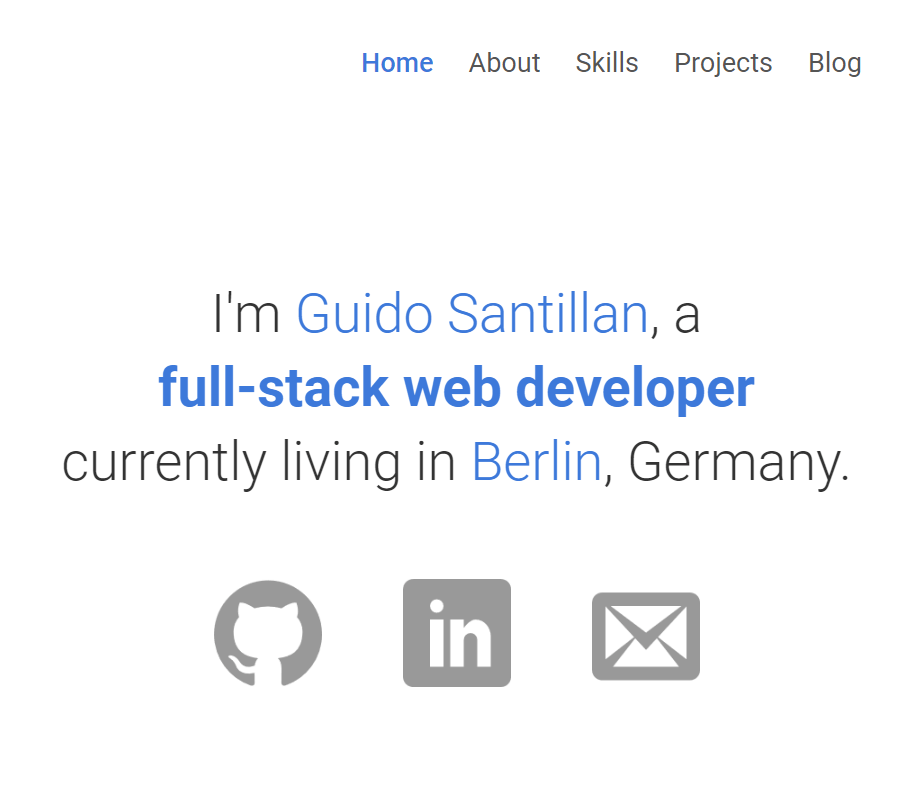 Home About Skills Projects Blog
I'm Guido Santillan, a
full-stack web developer
currently living in Berlin, Germany.
in